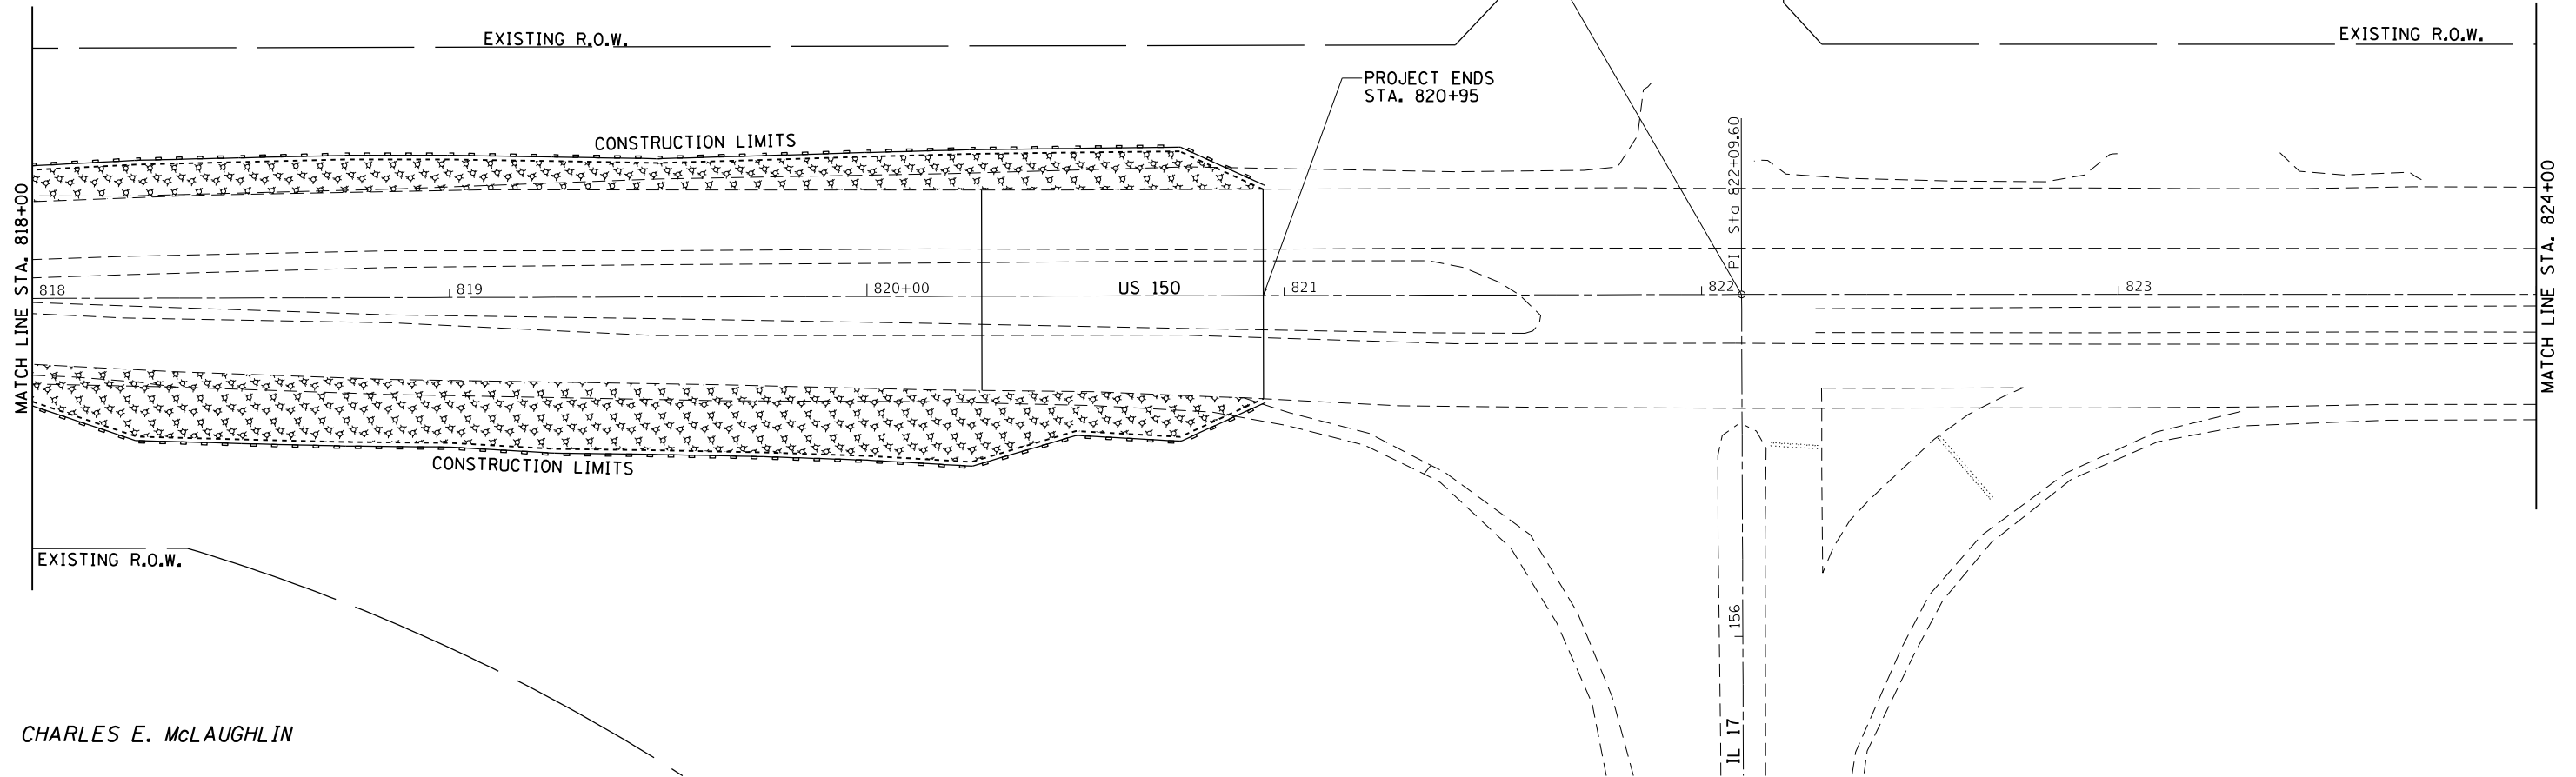 EXISTING R.O.W.
EXISTING R.O.W.
PROJECT ENDS
STA. 820+95
CONSTRUCTION LIMITS
PI Sta 822+09.60
MATCH LINE STA. 818+00
MATCH LINE STA. 824+00
818
819
820+00
US 150
821
822
823
CONSTRUCTION LIMITS
EXISTING R.O.W.
156
IL 17
CHARLES E. McLAUGHLIN